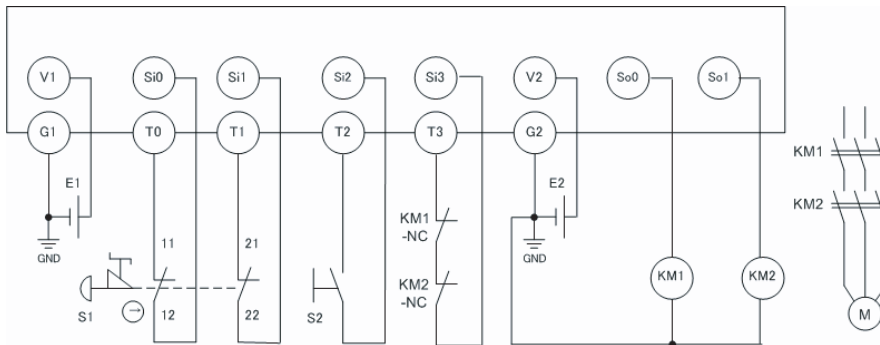 V1 Si0 Si1 Si2 Si3 V2 So0 So1
G1 T0 T1 T2 T3 G2
E1 E2
KM1
KM2
GND GND
11 21
KM1
-NC
KM2
-NC
KM1 KM2
S1 12 22 S2
M